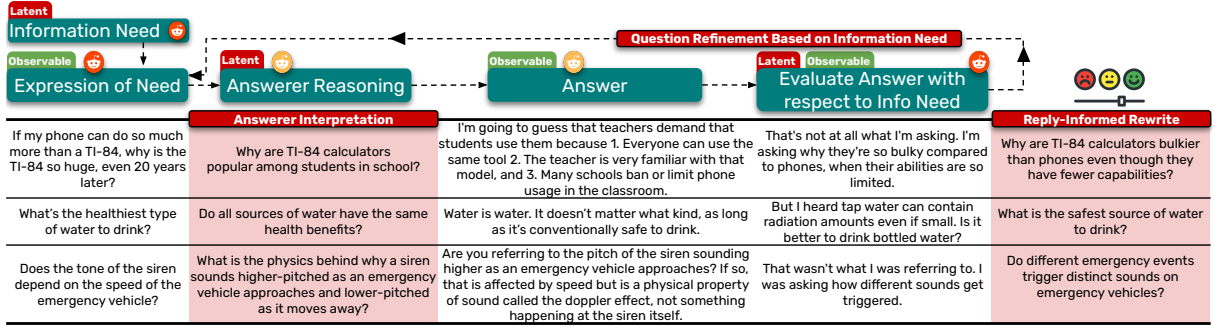 Latent
Information Need
Question Refinement Based on Information Need
Observable
Expression of Need
Latent
Answerer Reasoning
Observable
Answer
Latent
Observable
Evaluate Answer with
respect to Info Need
Answerer Interpretation
Reply-Informed Rewrite
If my phone can do so much
more than a TI-84, why is the
TI-84 so huge, even 20 years
later?
Why are TI-84 calculators
popular among students in school?
I'm going to guess that teachers demand that
students use them because 1. Everyone can use the
same tool 2. The teacher is very familiar with that
model, and 3. Many schools ban or limit phone
usage in the classroom.
That's not at all what I'm asking. I'm
asking why they're so bulky compared
to phones, when their abilities are so
limited.
Why are TI-84 calculators bulkier
than phones even though they
have fewer capabilities?
What's the healthiest type
of water to drink?
Do all sources of water have the same
health benefits?
Water is water. It doesn't matter what kind, as long
as it's conventionally safe to drink.
But I heard tap water can contain
radiation amounts even if small. Is it
better to drink bottled water?
What is the safest source of water
to drink?
Does the tone of the siren
depend on the speed of the
emergency vehicle?
What is the physics behind why a siren
sounds higher-pitched as an emergency
vehicle approaches and lower-pitched
as it moves away?
Are you referring to the pitch of the siren sounding
higher as an emergency vehicle approaches? If so,
that is affected by speed but is a physical property
of sound called the doppler effect, not something
happening at the siren itself.
That wasn't what I was referring to. I
was asking how different sounds get
triggered.
Do different emergency events
trigger distinct sounds on
emergency vehicles?